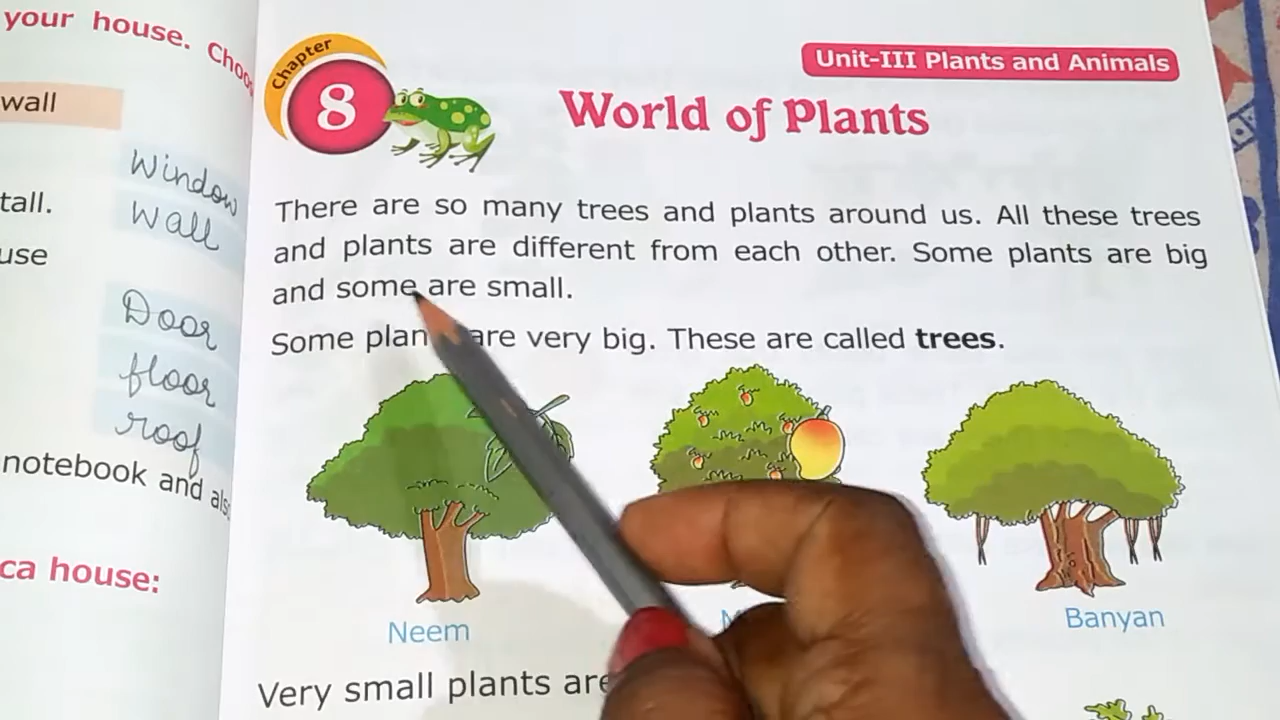 your house. Choo
wall
Window
Wall
tall.
use
Door
floor
roof
notebook and als
ca house:
Chapter
8
Unit-III Plants and Animals
World of Plants
There are so many trees and plants around us. All these trees
and plants are different from each other. Some plants are big
and some are small.
Some plan are very big. These are called trees.
Neem
Banyan
Very small plants are